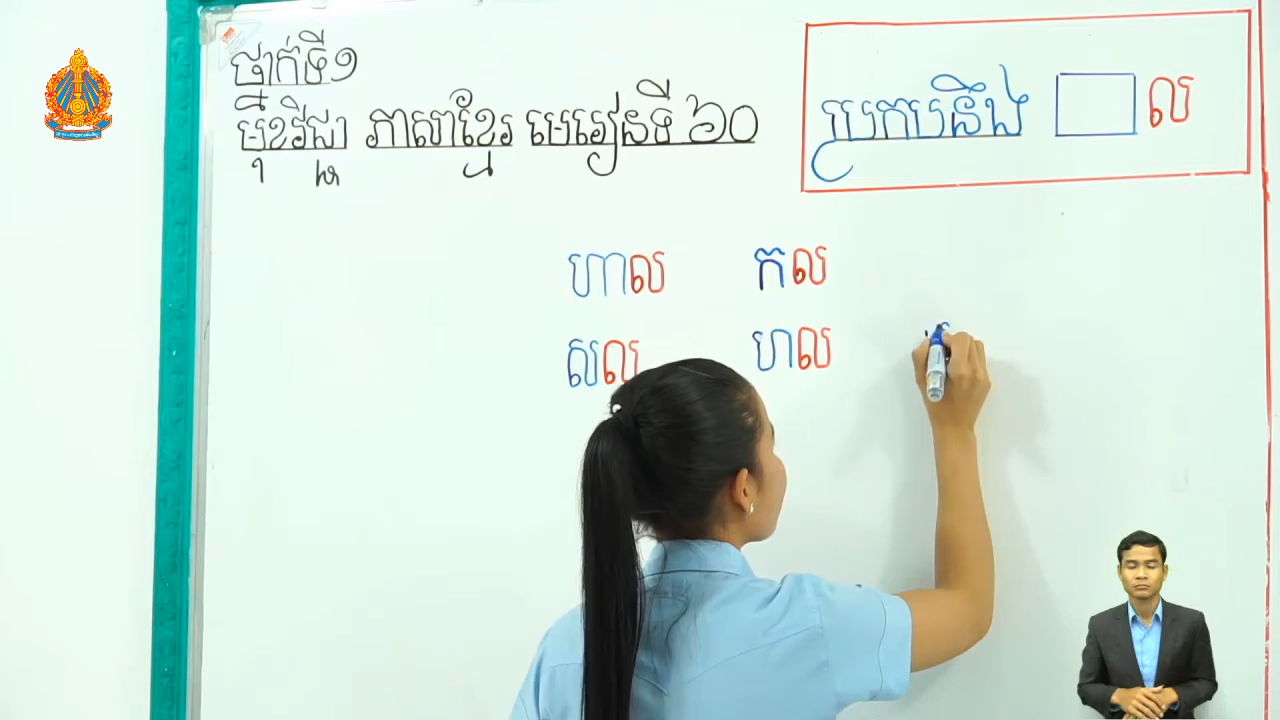 ថ្នាក់ទី១
មុខវិជ្ជា ភាសាខ្មែរ មេរៀនទី ៦០
ប្រកបនឹង ល
ហាល កល
សល ហល